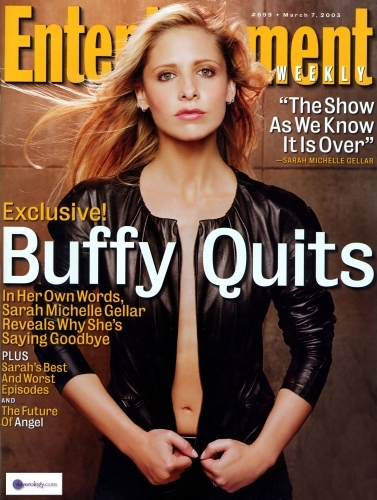 #699 • March 7, 2003
Entertainment
WEEKLY
“The Show
As We Know
It Is Over”
—SARAH MICHELLE GELLAR
Exclusive!
Buffy Quits
In Her Own Words,
Sarah Michelle Gellar
Reveals Why She's
Saying Goodbye
PLUS
Sarah's Best
And Worst
Episodes
AND
The Future
Of Angel